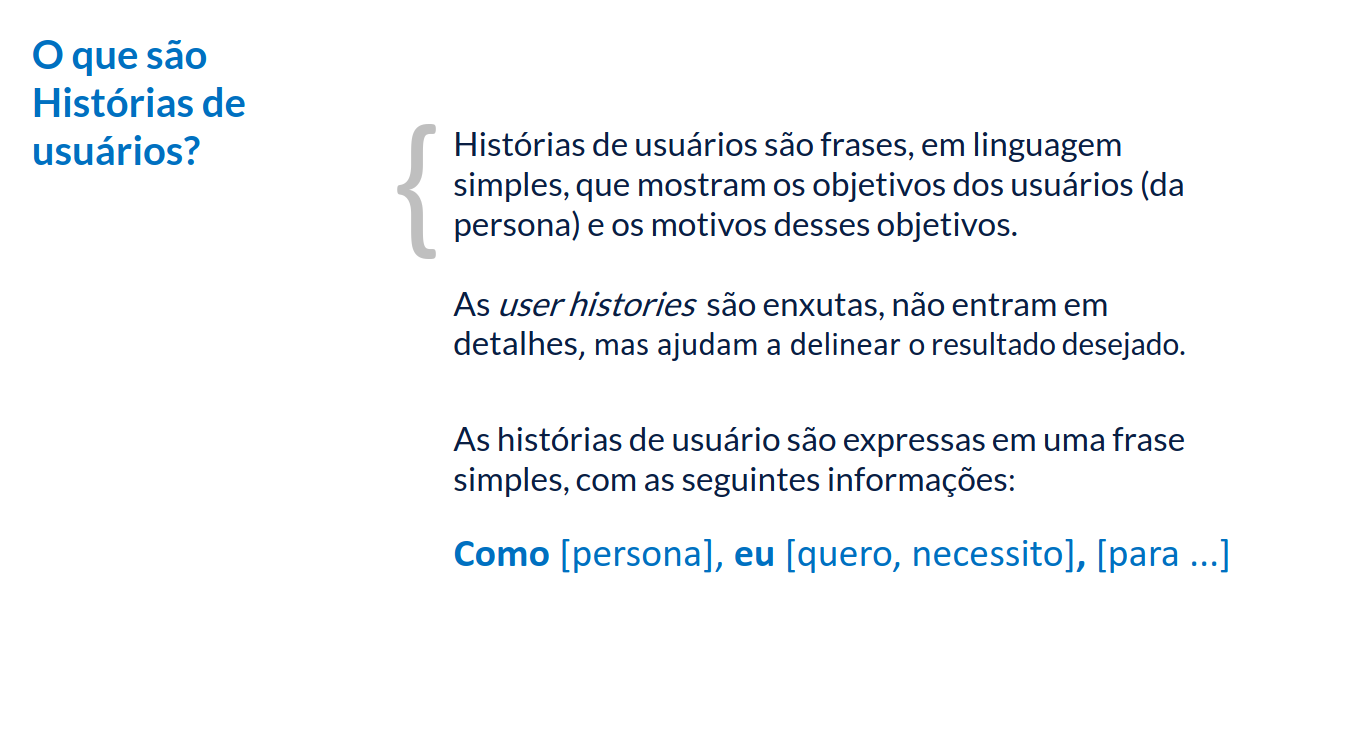 O que são
Histórias de
usuários?
Histórias de usuários são frases, em linguagem
simples, que mostram os objetivos dos usuários (da
persona) e os motivos desses objetivos.
As user histories são enxutas, não entram em
detalhes, mas ajudam a delinear o resultado desejado.
As histórias de usuário são expressas em uma frase
simples, com as seguintes informações:
Como [persona], eu [quero, necessito], [para ...]